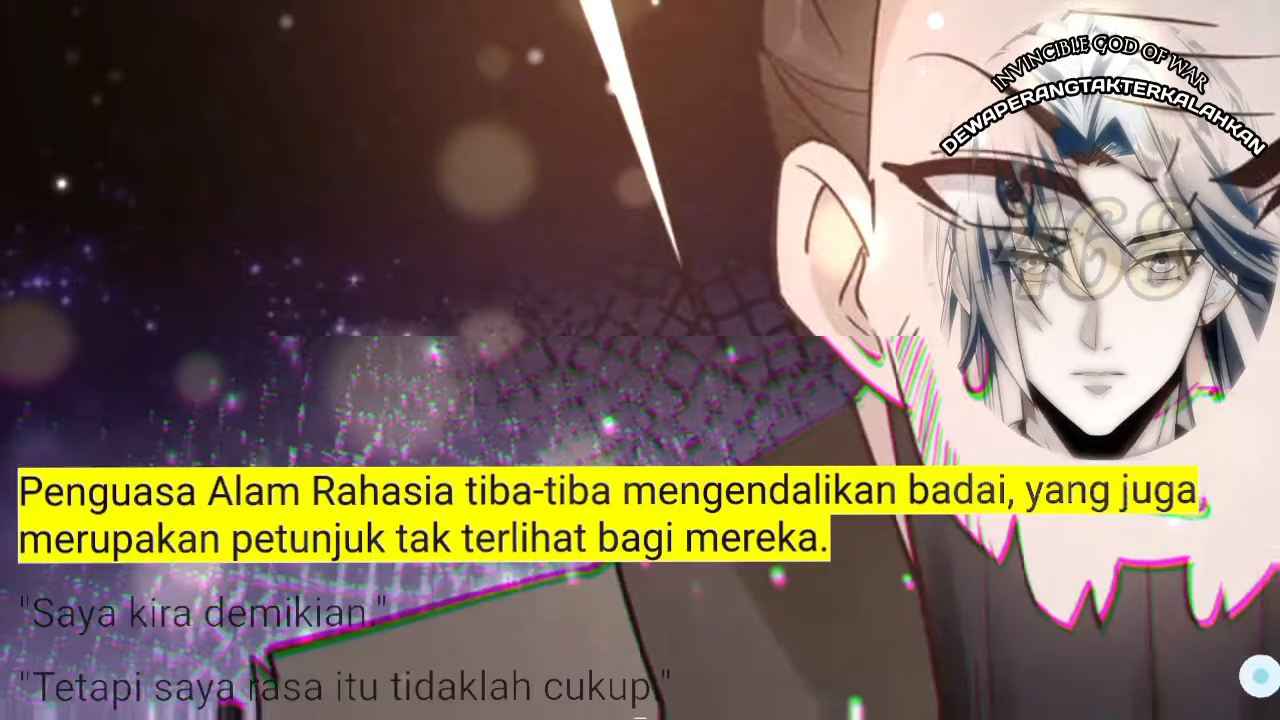 INVINCIBLE GOD OF WAR
DEWAPERANGTAKTERKALAHKAN
768
Penguasa Alam Rahasia tiba-tiba mengendalikan badai, yang juga
merupakan petunjuk tak terlihat bagi mereka.
"Saya kira demikian."
"Tetapi saya rasa itu tidaklah cukup."